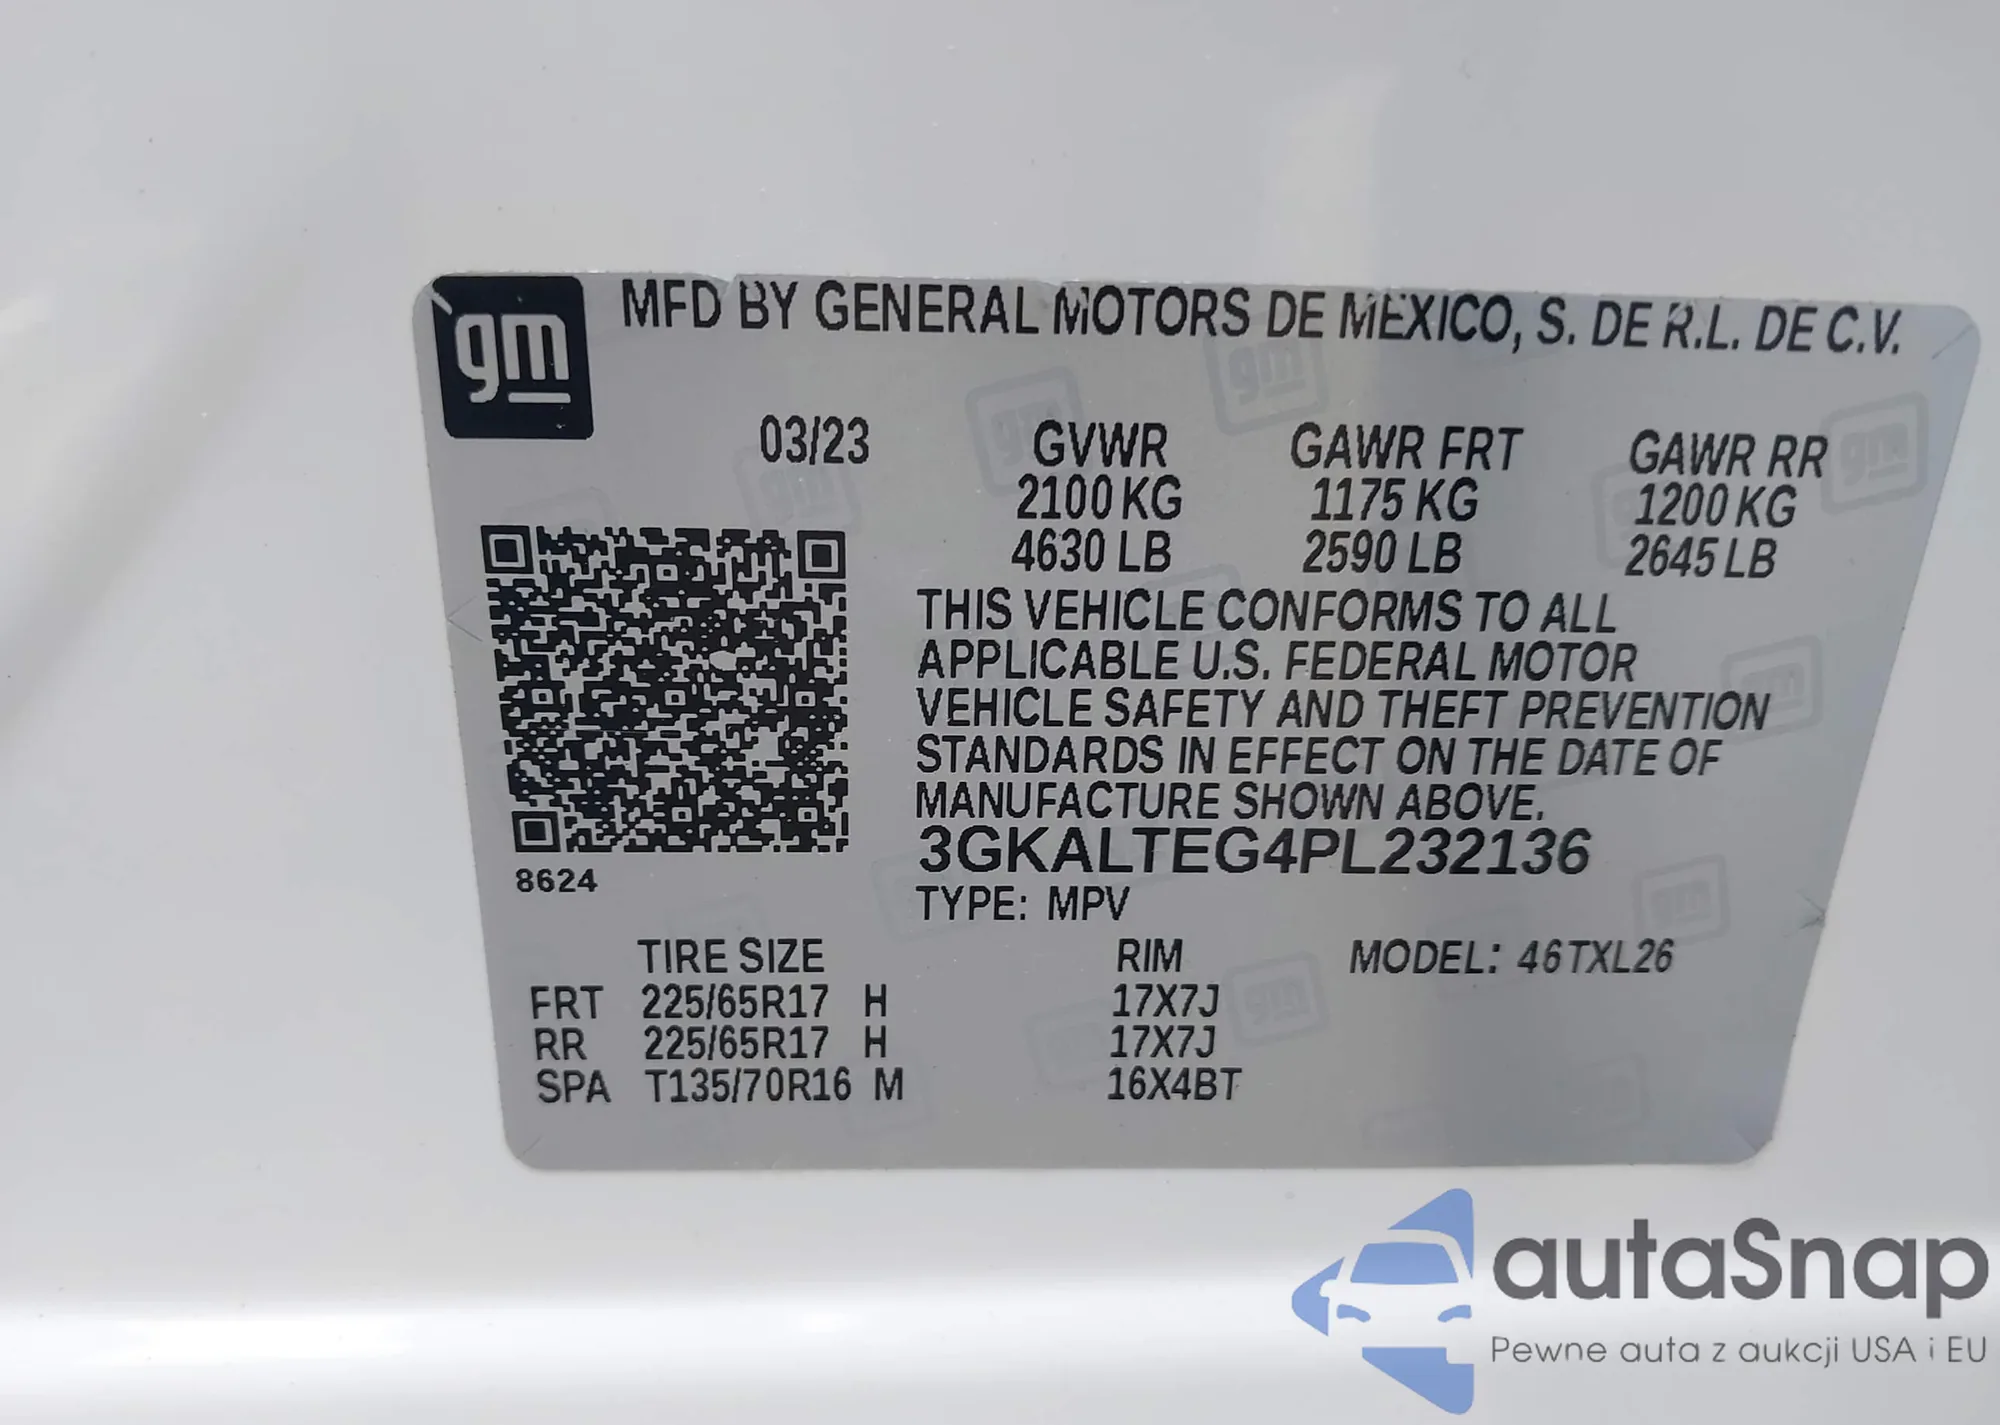 gm
MFD BY GENERAL MOTORS DE MEXICO, S. DE R.L. DE C.V.
03/23 GVWR GAWR FRT GAWR RR
2100 KG 1175 KG 1200 KG
4630 LB 2590 LB 2645 LB
THIS VEHICLE CONFORMS TO ALL
APPLICABLE U.S. FEDERAL MOTOR
VEHICLE SAFETY AND THEFT PREVENTION
STANDARDS IN EFFECT ON THE DATE OF
MANUFACTURE SHOWN ABOVE.
3GKALTEG4PL232136
8624
TYPE: MPV
TIRE SIZE RIM MODEL: 46TXL26
FRT 225/65R17 H 17X7J
RR 225/65R17 H 17X7J
SPA T135/70R16 M 16X4BT
autaSnap
Pewne auta z aukcji USA i EU